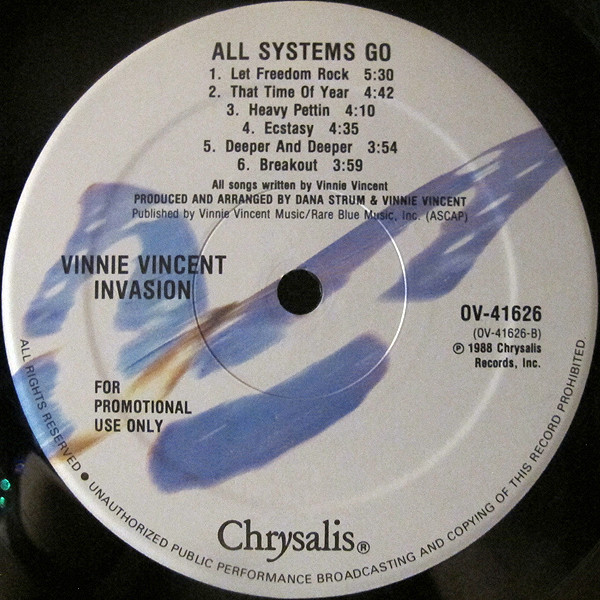 ALL SYSTEMS GO
1. Let Freedom Rock 5:30
2. That Time Of Year 4:42
3. Heavy Pettin 4:10
4. Ecstasy 4:35
5. Deeper And Deeper 3:54
6. Breakout 3:59
All songs written by Vinnie Vincent
PRODUCED AND ARRANGED BY DANA STRUM & VINNIE VINCENT
Published by Vinnie Vincent Music/Rare Blue Music, Inc. (ASCAP)
VINNIE VINCENT
INVASION
OV-41626
(OV-41626-B)
℗ 1988 Chrysalis
Records, Inc.
FOR
PROMOTIONAL
USE ONLY
Chrysalis®
ALL RIGHTS RESERVED • UNAUTHORIZED PUBLIC PERFORMANCE BROADCASTING AND COPYING OF THIS RECORD PROHIBITED